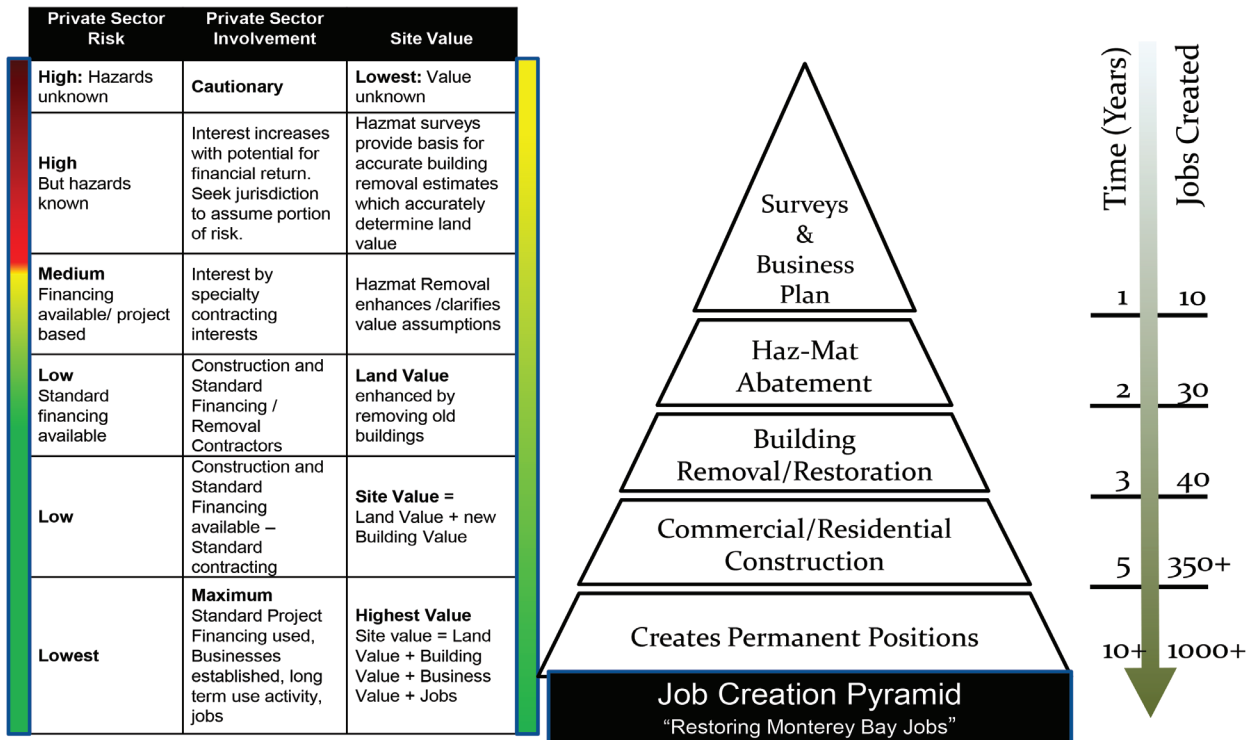 Private Sector
Risk
Private Sector
Involvement
Site Value
High: Hazards
unknown
Cautionary
Lowest: Value
unknown
High
But hazards
known
Interest increases
with potential for
financial return.
Seek jurisdiction
to assume portion
of risk.
Hazmat surveys
provide basis for
accurate building
removal estimates
which accurately
determine land
value
Medium
Financing
available/ project
based
Interest by
specialty
contracting
interests
Hazmat Removal
enhances /clarifies
value assumptions
Low
Standard
financing
available
Construction and
Standard
Financing /
Removal
Contractors
Land Value
enhanced by
removing old
buildings
Low
Construction and
Standard
Financing
available –
Standard
contracting
Site Value =
Land Value + new
Building Value
Lowest
Maximum
Standard Project
Financing used,
Businesses
established, long
term use activity,
jobs
Highest Value
Site value = Land
Value + Building
Value + Business
Value + Jobs
Surveys
&
Business
Plan
Haz-Mat
Abatement
Building
Removal/Restoration
Commercial/Residential
Construction
Creates Permanent Positions
Job Creation Pyramid
“Restoring Monterey Bay Jobs”
Time (Years)
Jobs Created
1 10
2 30
3 40
5 350+
10+ 1000+